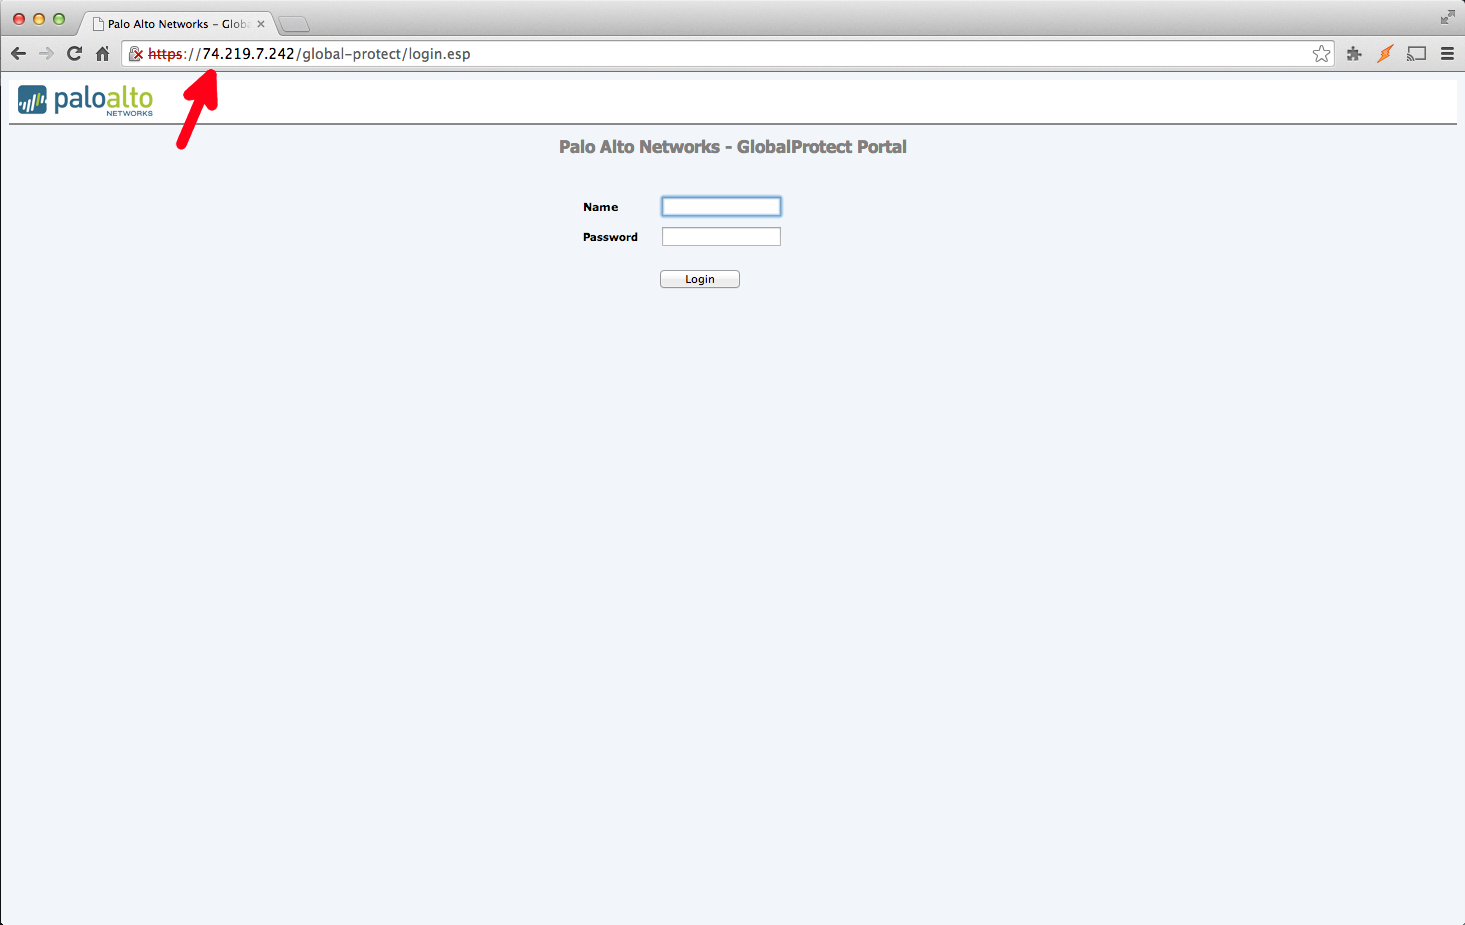 Palo Alto Networks – Glob
https://74.219.7.242/global-protect/login.esp
paloalto
NETWORKS
Palo Alto Networks - GlobalProtect Portal
Name
Password
Login